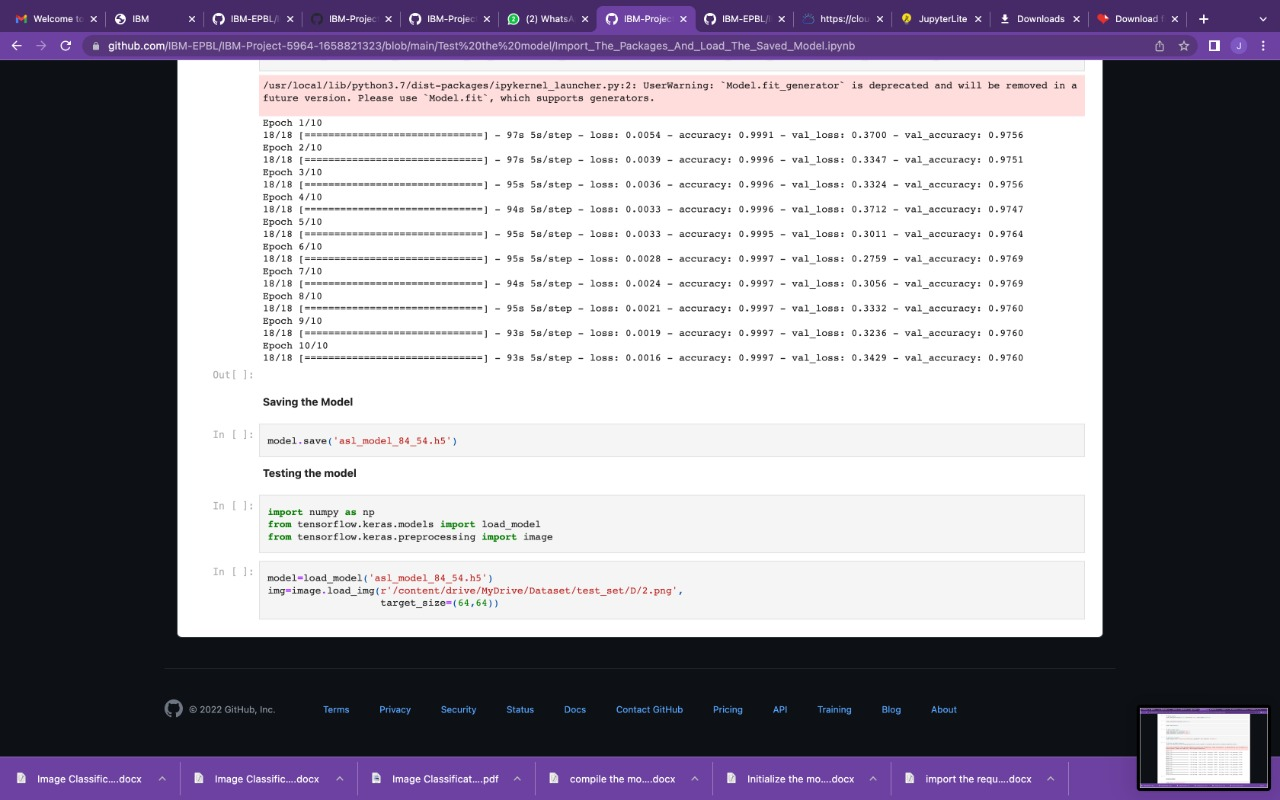 Welcome to
IBM
IBM-EPBL/I
IBM-Projec
IBM-Projec
(2) WhatsA
IBM-Projec
IBM-EPBL/I
https://clou
JupyterLite
Downloads
Download f
github.com/IBM-EPBL/IBM-Project-5964-1658821323/blob/main/Test%20the%20model/Import_The_Packages_And_Load_The_Saved_Model.ipynb
J
/usr/local/lib/python3.7/dist-packages/ipykernel_launcher.py:2: UserWarning: `Model.fit_generator` is deprecated and will be removed in a
future version. Please use `Model.fit`, which supports generators.
Epoch 1/10
18/18 [==============================] - 97s 5s/step - loss: 0.0054 - accuracy: 0.9991 - val_loss: 0.3700 - val_accuracy: 0.9756
Epoch 2/10
18/18 [==============================] - 97s 5s/step - loss: 0.0039 - accuracy: 0.9996 - val_loss: 0.3347 - val_accuracy: 0.9751
Epoch 3/10
18/18 [==============================] - 95s 5s/step - loss: 0.0036 - accuracy: 0.9996 - val_loss: 0.3324 - val_accuracy: 0.9756
Epoch 4/10
18/18 [==============================] - 94s 5s/step - loss: 0.0033 - accuracy: 0.9996 - val_loss: 0.3712 - val_accuracy: 0.9747
Epoch 5/10
18/18 [==============================] - 95s 5s/step - loss: 0.0033 - accuracy: 0.9995 - val_loss: 0.3011 - val_accuracy: 0.9764
Epoch 6/10
18/18 [==============================] - 95s 5s/step - loss: 0.0028 - accuracy: 0.9997 - val_loss: 0.2759 - val_accuracy: 0.9769
Epoch 7/10
18/18 [==============================] - 94s 5s/step - loss: 0.0024 - accuracy: 0.9997 - val_loss: 0.3056 - val_accuracy: 0.9769
Epoch 8/10
18/18 [==============================] - 95s 5s/step - loss: 0.0021 - accuracy: 0.9997 - val_loss: 0.3332 - val_accuracy: 0.9760
Epoch 9/10
18/18 [==============================] - 93s 5s/step - loss: 0.0019 - accuracy: 0.9997 - val_loss: 0.3236 - val_accuracy: 0.9760
Epoch 10/10
18/18 [==============================] - 93s 5s/step - loss: 0.0016 - accuracy: 0.9997 - val_loss: 0.3429 - val_accuracy: 0.9760
Out[ ]:
Saving the Model
In [ ]: model.save('asl_model_84_54.h5')
Testing the model
In [ ]: import numpy as np
from tensorflow.keras.models import load_model
from tensorflow.keras.preprocessing import image
In [ ]: model=load_model('asl_model_84_54.h5')
img=image.load_img(r'/content/drive/MyDrive/Dataset/test_set/D/2.png',
target_size=(64,64))
© 2022 GitHub, Inc. Terms Privacy Security Status Docs Contact GitHub Pricing API Training Blog About
Image Classific....docx
Image Classific....docx
Image Classificati....pdf
compile the mo....docx
Initialize the mo....docx
import the requ....docx